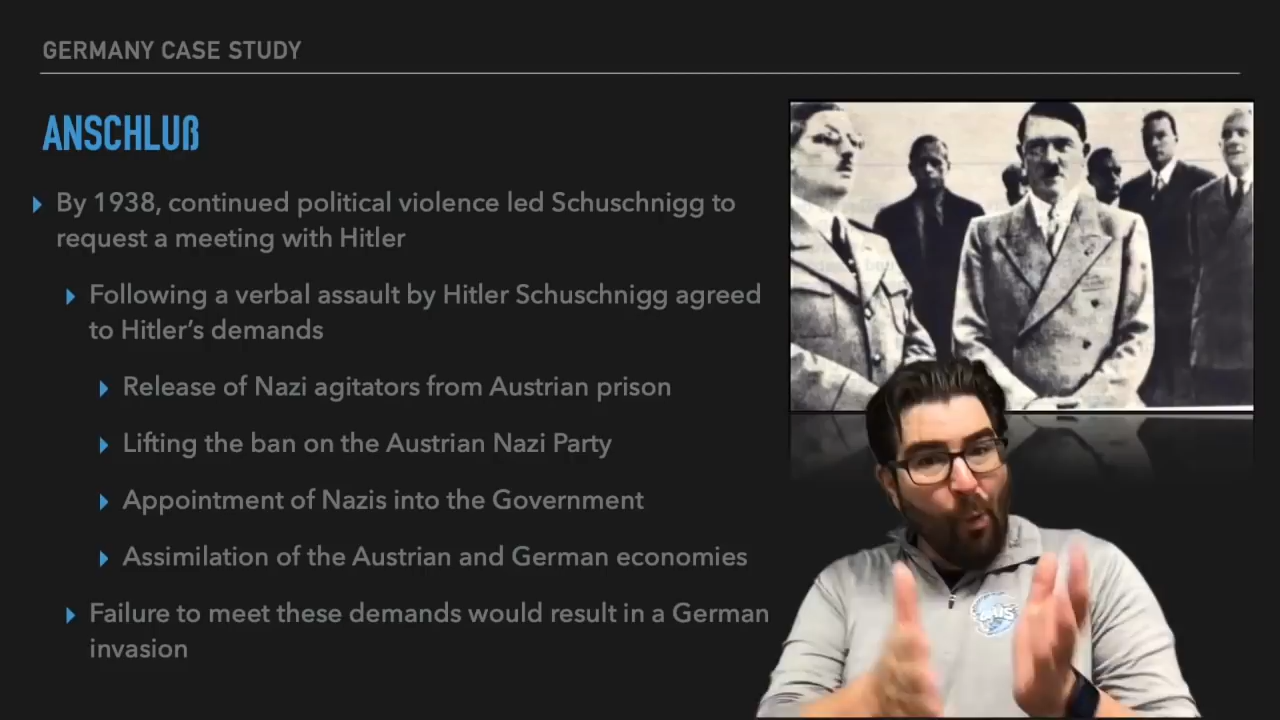 GERMANY CASE STUDY
ANSCHLUß
By 1938, continued political violence led Schuschnigg to
request a meeting with Hitler
Following a verbal assault by Hitler Schuschnigg agreed
to Hitler’s demands
Release of Nazi agitators from Austrian prison
Lifting the ban on the Austrian Nazi Party
Appointment of Nazis into the Government
Assimilation of the Austrian and German economies
Failure to meet these demands would result in a German
invasion